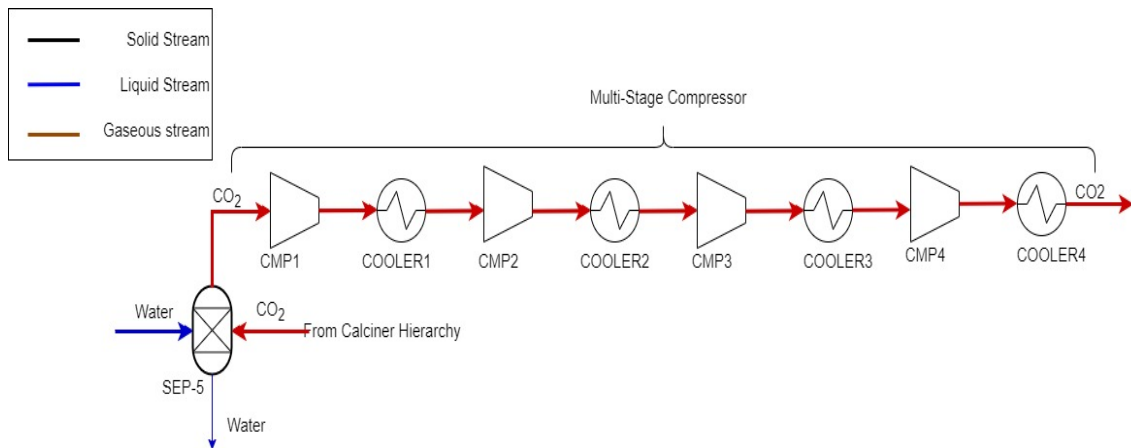 Solid Stream
Liquid Stream
Gaseous stream
Multi-Stage Compressor
CO₂
CO2
CMP1
COOLER1
CMP2
COOLER2
CMP3
COOLER3
CMP4
COOLER4
Water
CO₂
From Calciner Hierarchy
SEP-5
Water